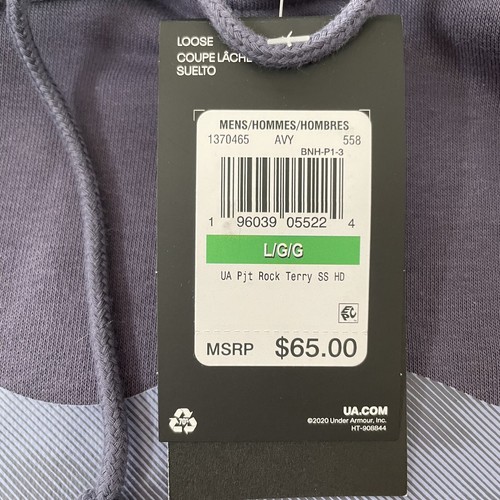 LOOSE
COUPE LÂCHE
SUELTO
MENS/HOMMES/HOMBRES
1370465 AVY 558
BNH-P1-3
1 96039 05522 4
L/G/G
UA Pjt Rock Terry SS HD
MSRP $65.00
UA.COM
©2020 Under Armour, Inc.
HT-908844